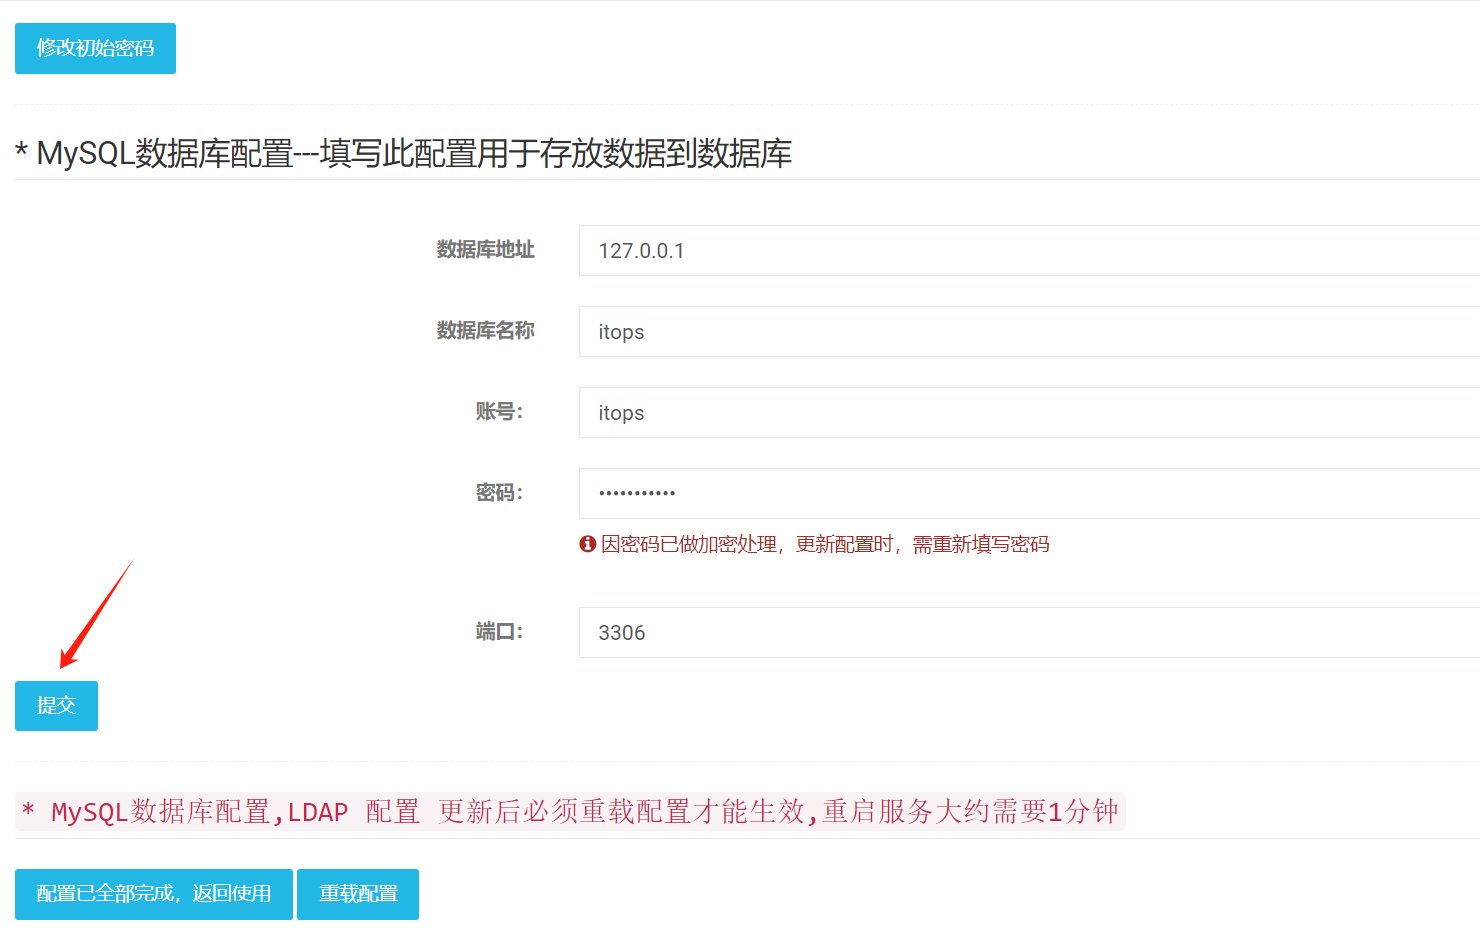 修改初始密码
* MySQL数据库配置---填写此配置用于存放数据到数据库
数据库地址 127.0.0.1
数据库名称 itops
账号： itops
密码： •••••••••••
因密码已做加密处理，更新配置时，需重新填写密码
端口： 3306
提交
* MySQL数据库配置,LDAP 配置 更新后必须重载配置才能生效,重启服务大约需要1分钟
配置已全部完成，返回使用 重载配置